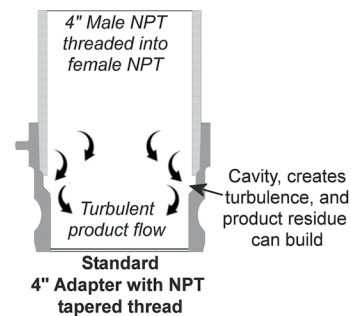 4" Male NPT
threaded into
female NPT
Cavity, creates
turbulence, and
product residue
can build
Turbulent
product flow
Standard
4" Adapter with NPT
tapered thread